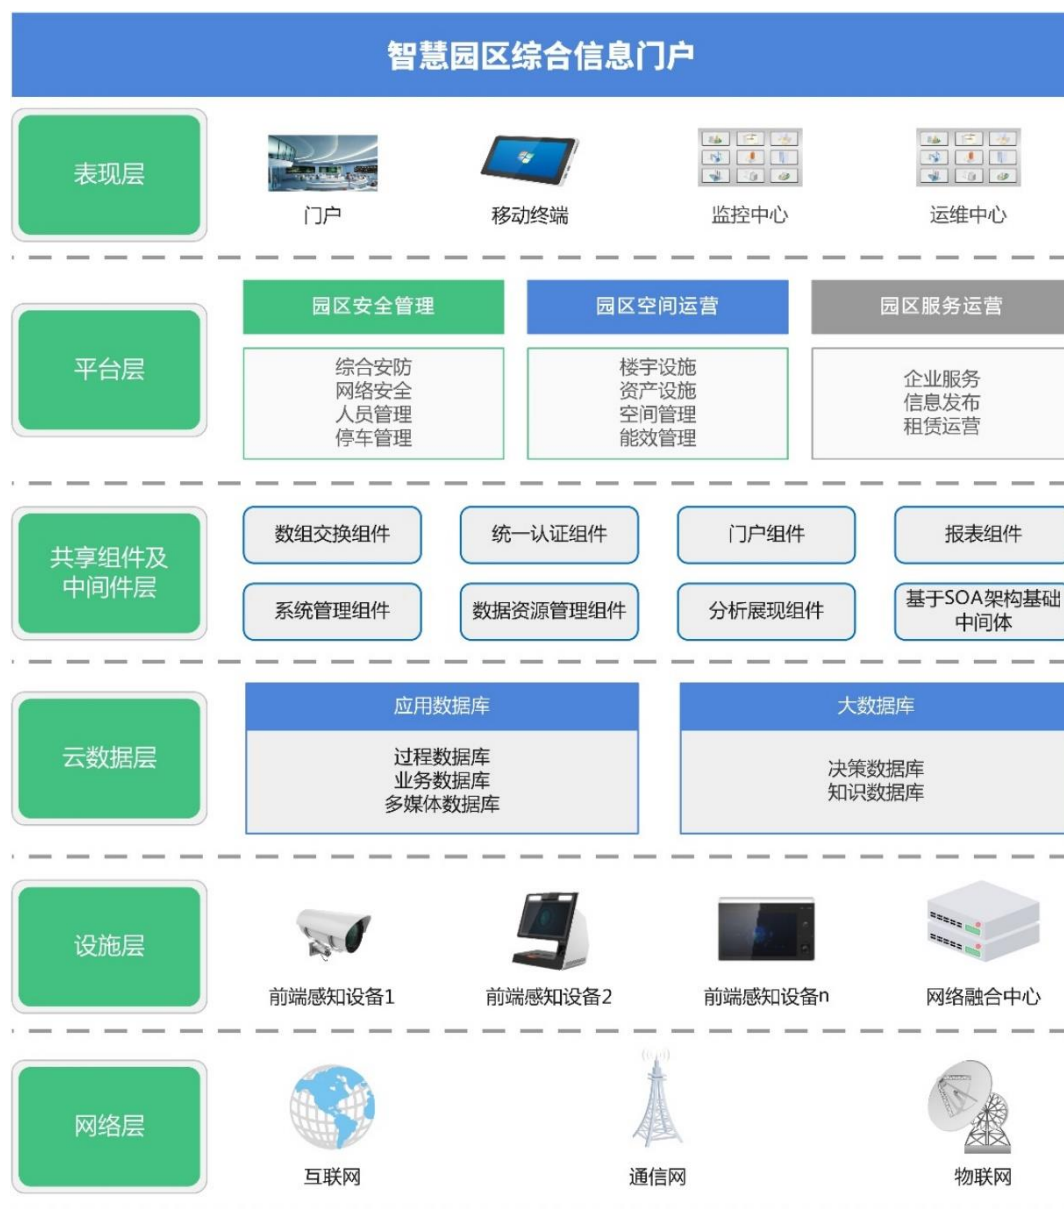 智慧园区综合信息门户
表现层
门户
移动终端
监控中心
运维中心
平台层
园区安全管理
综合安防
网络安全
人员管理
停车管理
园区空间运营
楼宇设施
资产设施
空间管理
能效管理
园区服务运营
企业服务
信息发布
租赁运营
共享组件及
中间件层
数组交换组件
统一认证组件
门户组件
报表组件
系统管理组件
数据资源管理组件
分析展现组件
基于SOA架构基础
中间体
云数据层
应用数据库
过程数据库
业务数据库
多媒体数据库
大数据库
决策数据库
知识数据库
设施层
前端感知设备1
前端感知设备2
前端感知设备n
网络融合中心
网络层
互联网
通信网
物联网